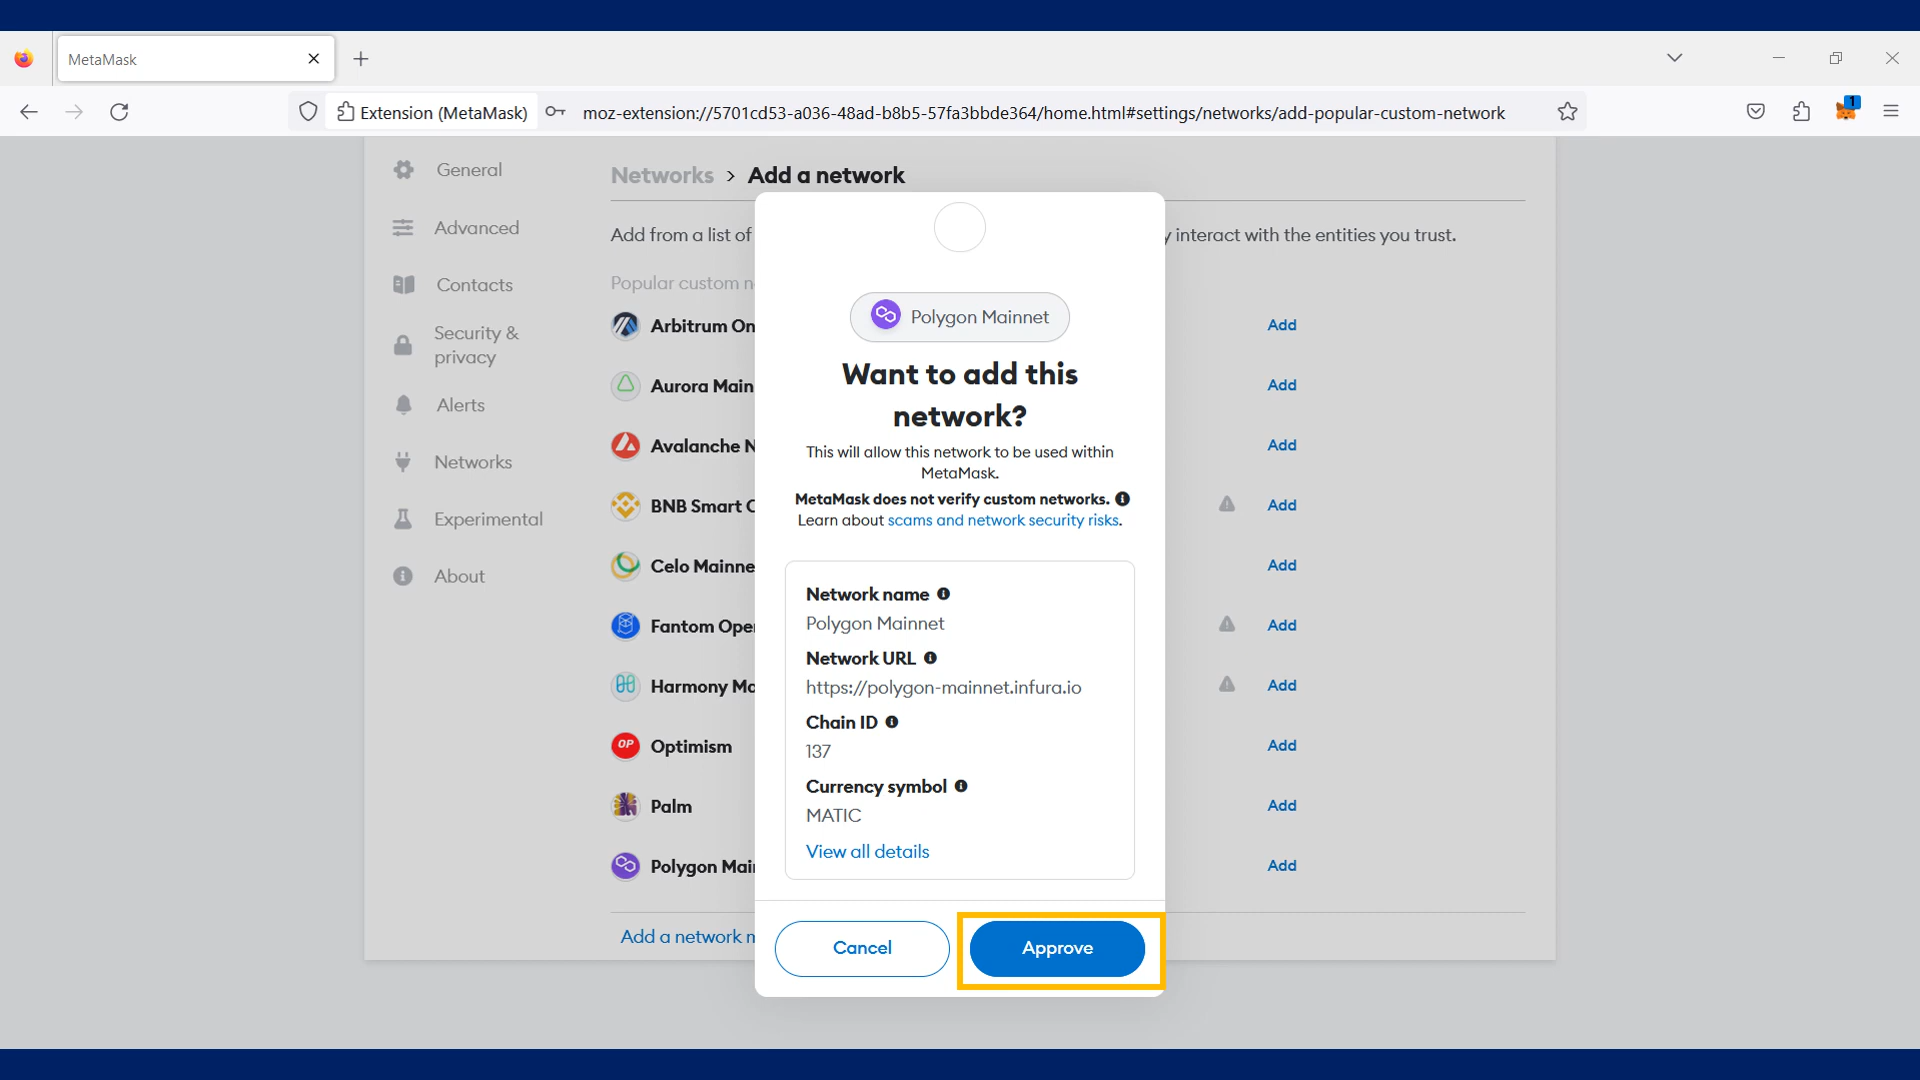 MetaMask
Extension (MetaMask)
moz-extension://5701cd53-a036-48ad-b8b5-57fa3bbde364/home.html#settings/networks/add-popular-custom-network
1
General
Advanced
Contacts
Security &
privacy
Alerts
Networks
Experimental
About
Networks > Add a network
Add from a list of
y interact with the entities you trust.
Popular custom n
Arbitrum On
Add
Aurora Main
Add
Avalanche N
Add
BNB Smart C
Add
Celo Mainne
Add
Fantom Oper
Add
Harmony Ma
Add
OP
Optimism
Add
Palm
Add
Polygon Main
Add
Add a network m
Polygon Mainnet
Want to add this
network?
This will allow this network to be used within
MetaMask.
MetaMask does not verify custom networks.
Learn about scams and network security risks.
Network name
Polygon Mainnet
Network URL
https://polygon-mainnet.infura.io
Chain ID
137
Currency symbol
MATIC
View all details
Cancel
Approve